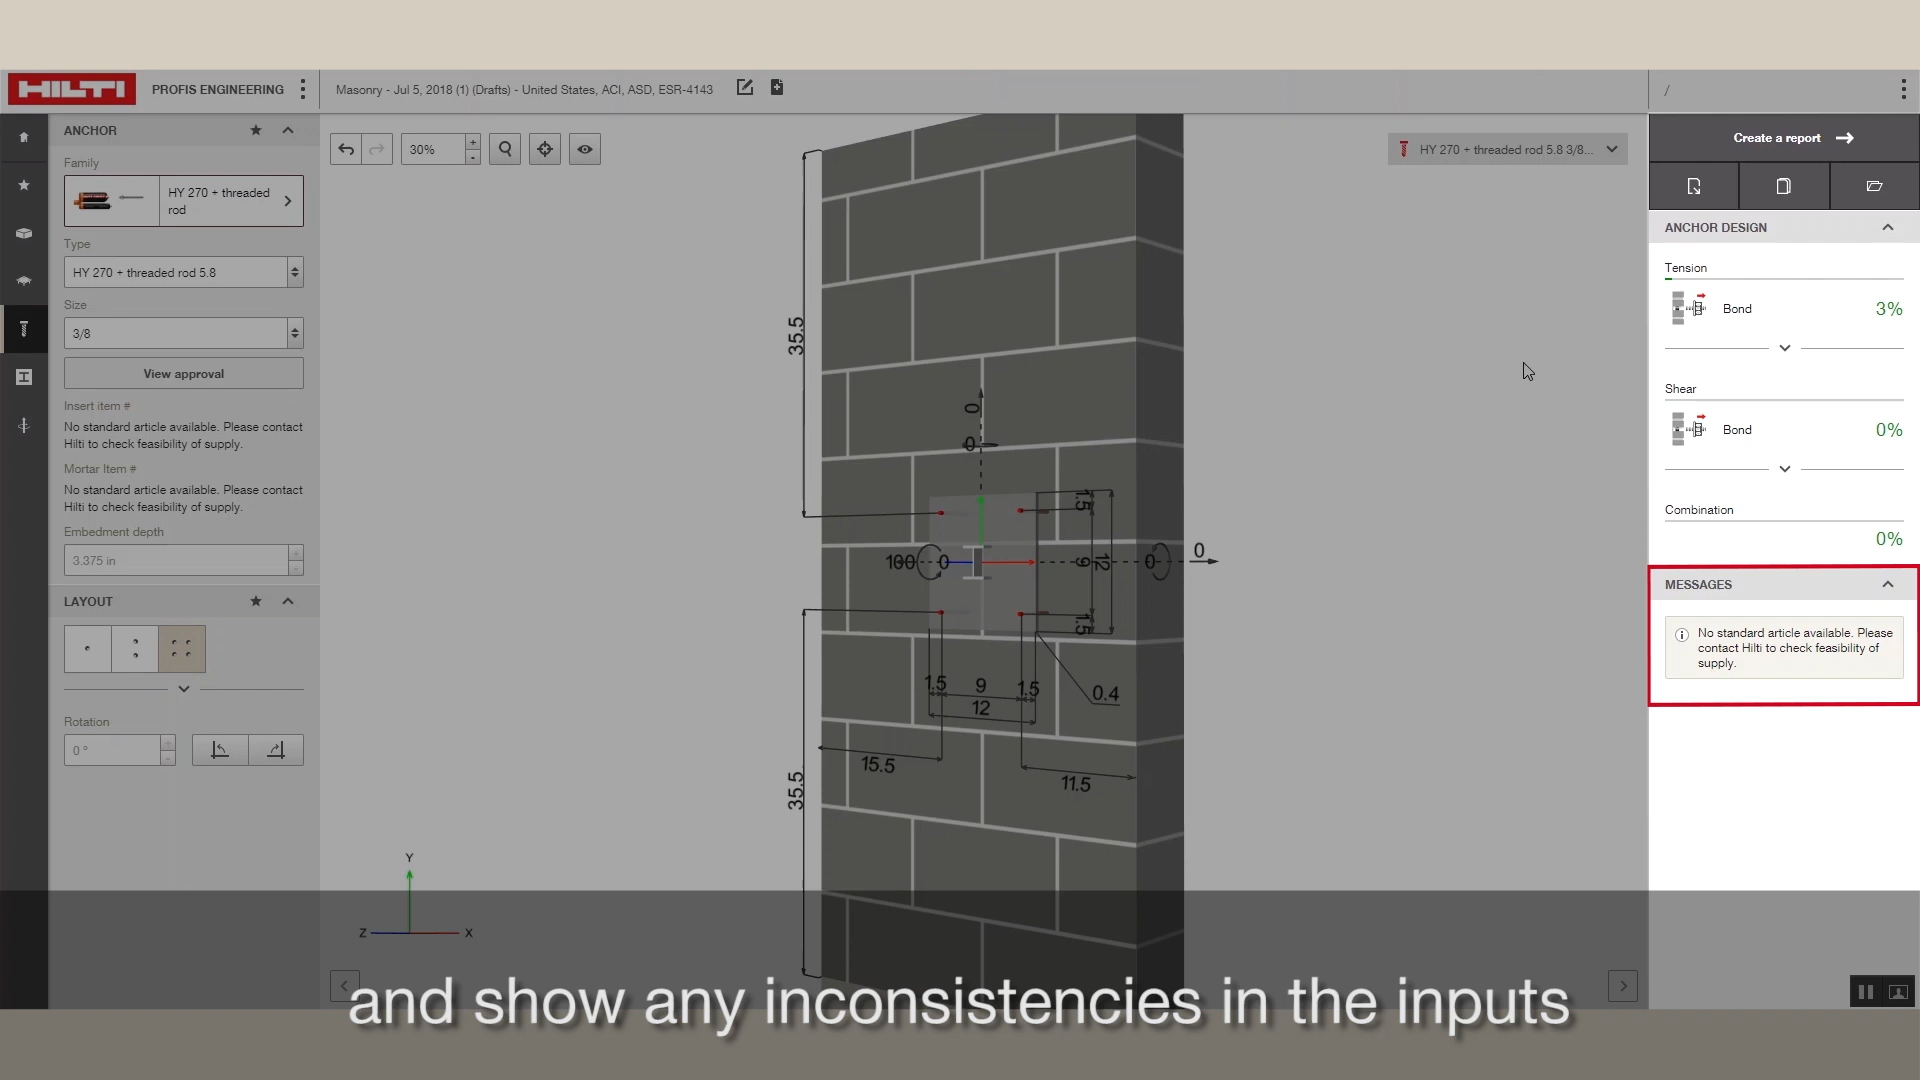 HILTI
PROFIS ENGINEERING
Masonry - Jul 5, 2018 (1) (Drafts) - United States, ACI, ASD, ESR-4143
/
ANCHOR
Family
HY 270 + threaded
rod
Type
HY 270 + threaded rod 5.8
Size
3/8
View approval
Insert item #
No standard article available. Please contact
Hilti to check feasibility of supply.
Mortar Item #
No standard article available. Please contact
Hilti to check feasibility of supply.
Embedment depth
3.375 in
LAYOUT
Rotation
0 °
30%
+
-
HY 270 + threaded rod 5.8 3/8...
35.5
0
0
1.5
100
0
9
12
0
0
1.5
1.5
9
1.5
0.4
12
15.5
11.5
35.5
Y
Z
X
Create a report
ANCHOR DESIGN
Tension
Bond
3%
Shear
Bond
0%
Combination
0%
MESSAGES
No standard article available. Please
contact Hilti to check feasibility of
supply.
and show any inconsistencies in the inputs